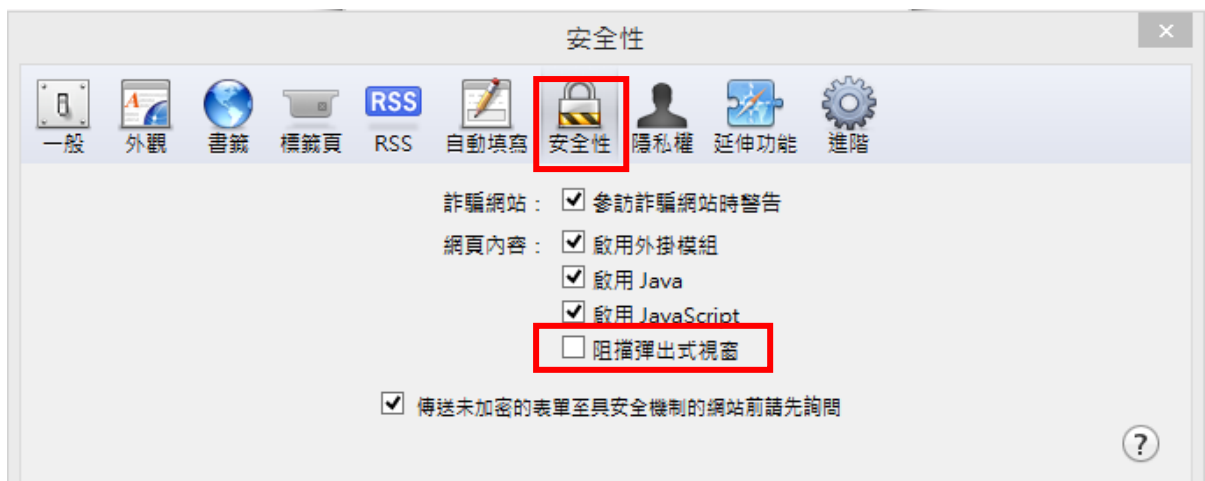 安全性
一般 外觀 書籤 標籤頁 RSS RSS 自動填寫 安全性 隱私權 延伸功能 進階
詐騙網站： 參訪詐騙網站時警告
網頁內容： 啟用外掛模組
啟用 Java
啟用 JavaScript
阻擋彈出式視窗
傳送未加密的表單至具安全機制的網站前請先詢問
?